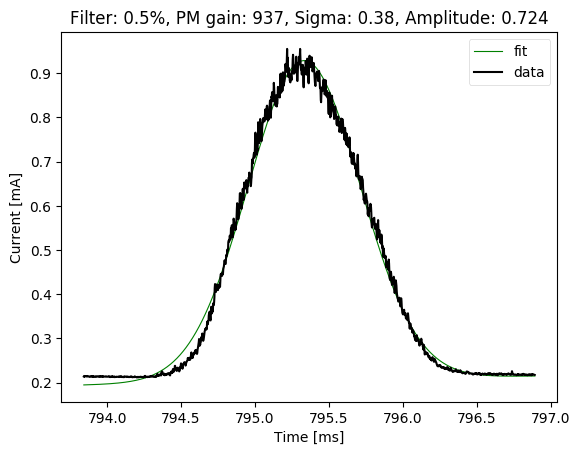 Filter: 0.5%, PM gain: 937, Sigma: 0.38, Amplitude: 0.724
fit
data
0.9
0.8
0.7
0.6
0.5
0.4
0.3
0.2
Current [mA]
794.0 794.5 795.0 795.5 796.0 796.5 797.0
Time [ms]